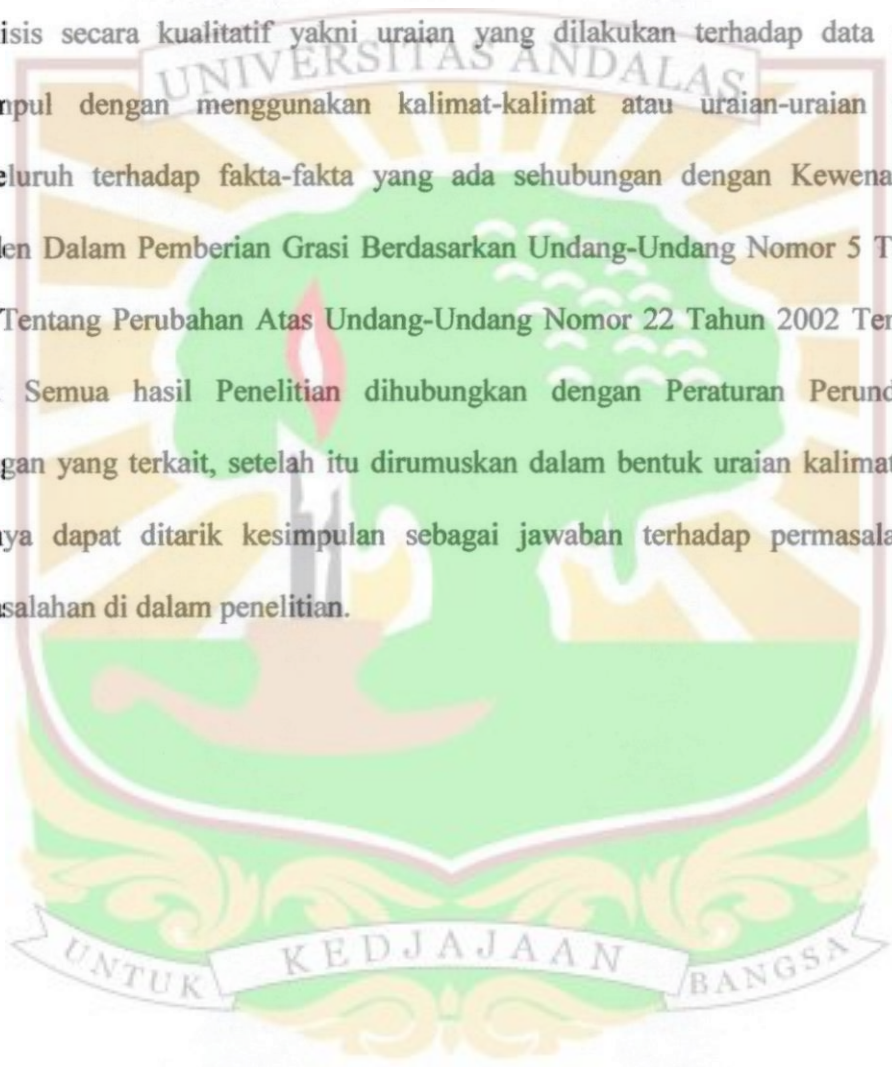 isis secara kualitatif yakni uraian yang dilakukan terhadap data
UNIVERSITAS ANDALAS
npul dengan menggunakan kalimat-kalimat atau uraian-uraian
eluruh terhadap fakta-fakta yang ada sehubungan dengan Kewena
len Dalam Pemberian Grasi Berdasarkan Undang-Undang Nomor 5 T
Tentang Perubahan Atas Undang-Undang Nomor 22 Tahun 2002 Ten
Semua hasil Penelitian dihubungkan dengan Peraturan Perund
gan yang terkait, setelah itu dirumuskan dalam bentuk uraian kalimat
ya dapat ditarik kesimpulan sebagai jawaban terhadap permasala
salahan di dalam penelitian.
UNTUK KEDJAJAAN BANGSA